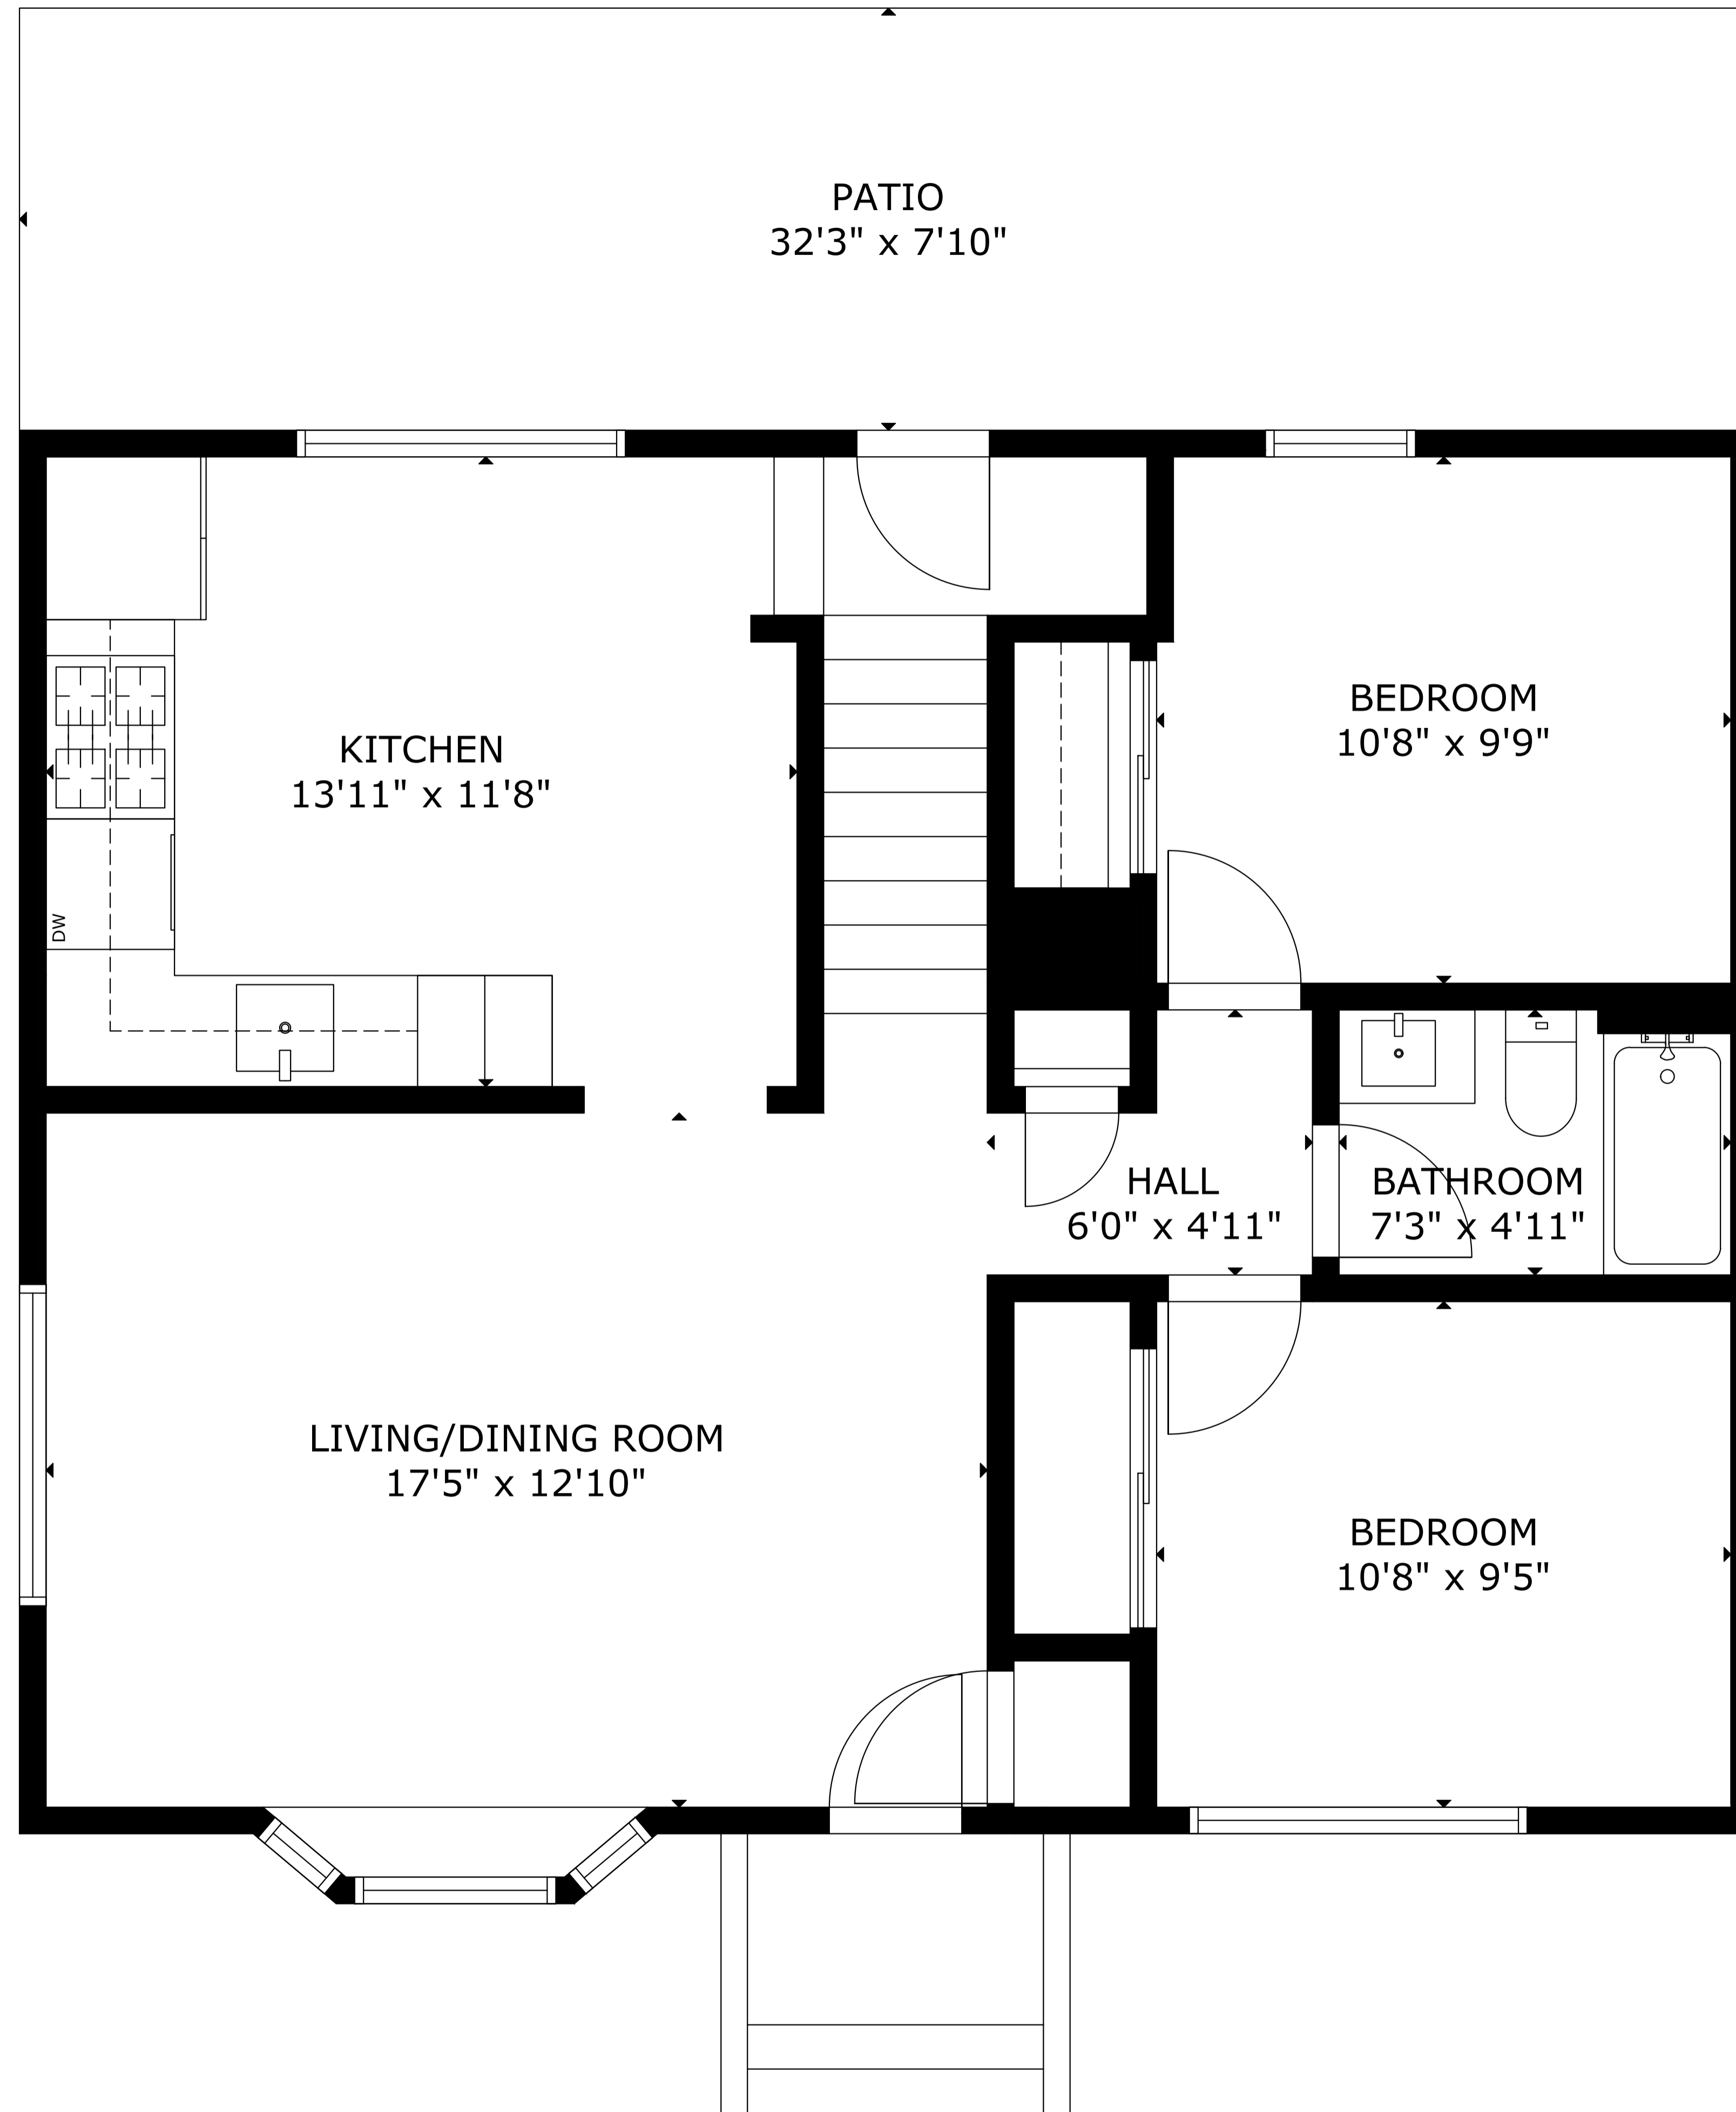 PATIO
32'3" x 7'10"
BEDROOM
10'8" x 9'9"
KITCHEN
13'11" x 11'8"
DW
HALL
6'0" x 4'11"
BATHROOM
7'3" x 4'11"
LIVING/DINING ROOM
17'5" x 12'10"
BEDROOM
10'8" x 9'5"